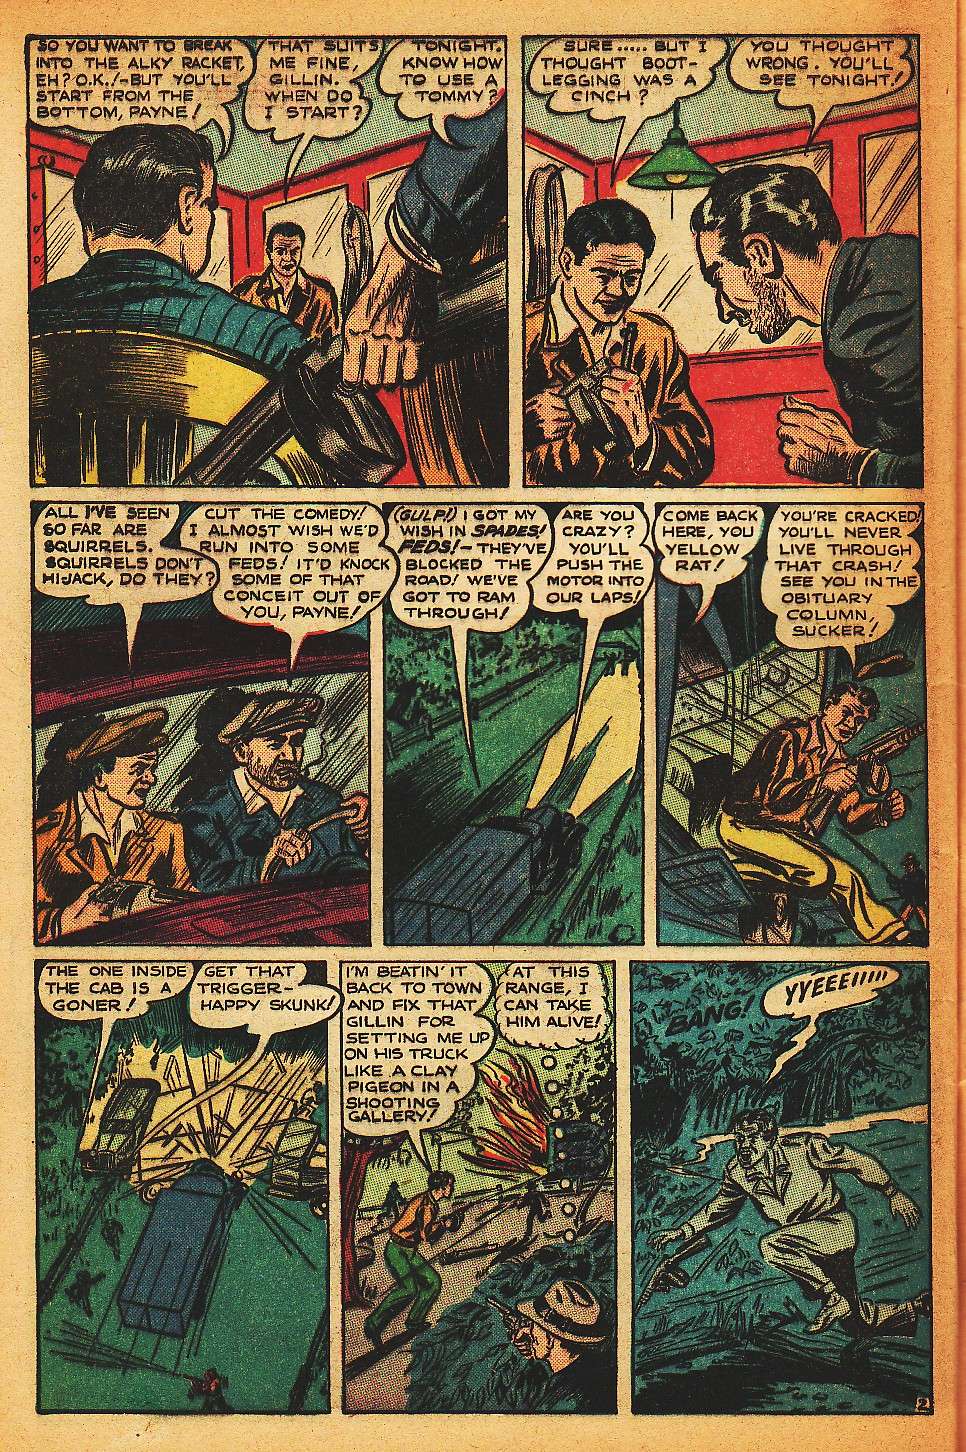 SO YOU WANT TO BREAK
INTO THE ALKY RACKET,
EH? O.K.!-BUT YOU'LL
START FROM THE
BOTTOM, PAYNE!
THAT SUITS
ME FINE,
GILLIN.
WHEN DO
I START?
TONIGHT.
KNOW HOW
TO USE A
TOMMY?
SURE..... BUT I
THOUGHT BOOT-
LEGGING WAS A
CINCH?
YOU THOUGHT
WRONG. YOU'LL
SEE TONIGHT!
ALL I'VE SEEN
SO FAR ARE
SQUIRRELS.
SQUIRRELS DON'T
HIJACK, DO THEY?
CUT THE COMEDY!
I ALMOST WISH WE'D
RUN INTO SOME
FEDS! IT'D KNOCK
SOME OF THAT
CONCEIT OUT OF
YOU, PAYNE!
(GULP!) I GOT MY
WISH IN SPADES!
FEDS!- THEY'VE
BLOCKED THE
ROAD! WE'VE
GOT TO RAM
THROUGH!
ARE YOU
CRAZY?
YOU'LL
PUSH THE
MOTOR INTO
OUR LAPS!
COME BACK
HERE, YOU
YELLOW
RAT!
YOU'RE CRACKED!
YOU'LL NEVER
LIVE THROUGH
THAT CRASH!
SEE YOU IN THE
OBITUARY
COLUMN,
SUCKER!
THE ONE INSIDE
THE CAB IS A
GONER!
GET THAT
TRIGGER-
HAPPY SKUNK!
I'M BEATIN' IT
BACK TO TOWN
AND FIX THAT
GILLIN FOR
SETTING ME UP
ON HIS TRUCK
LIKE A CLAY
PIGEON IN A
SHOOTING
GALLERY!
AT THIS
RANGE, I
CAN TAKE
HIM ALIVE!
BANG!
YYEEEIIIII
2